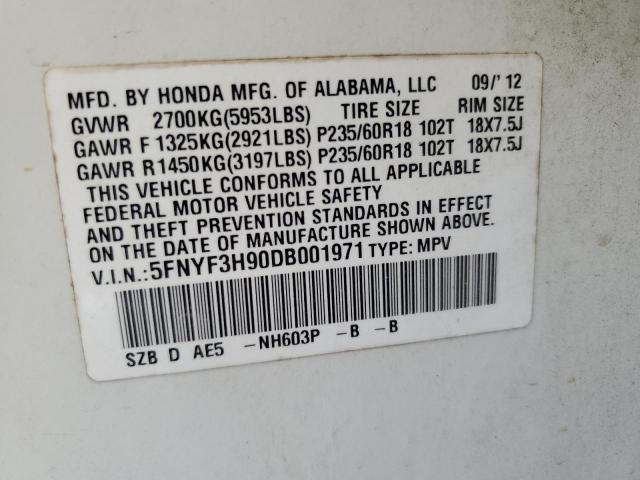 MFD. BY HONDA MFG. OF ALABAMA, LLC 09/'12
GVWR 2700KG(5953LBS) TIRE SIZE RIM SIZE
GAWR F 1325KG(2921LBS) P235/60R18 102T 18X7.5J
GAWR R1450KG(3197LBS) P235/60R18 102T 18X7.5J
THIS VEHICLE CONFORMS TO ALL APPLICABLE
FEDERAL MOTOR VEHICLE SAFETY
AND THEFT PREVENTION STANDARDS IN EFFECT
ON THE DATE OF MANUFACTURE SHOWN ABOVE.
V.I.N.:5FNYF3H90DB001971 TYPE: MPV
SZB D AE5 -NH603P -B -B